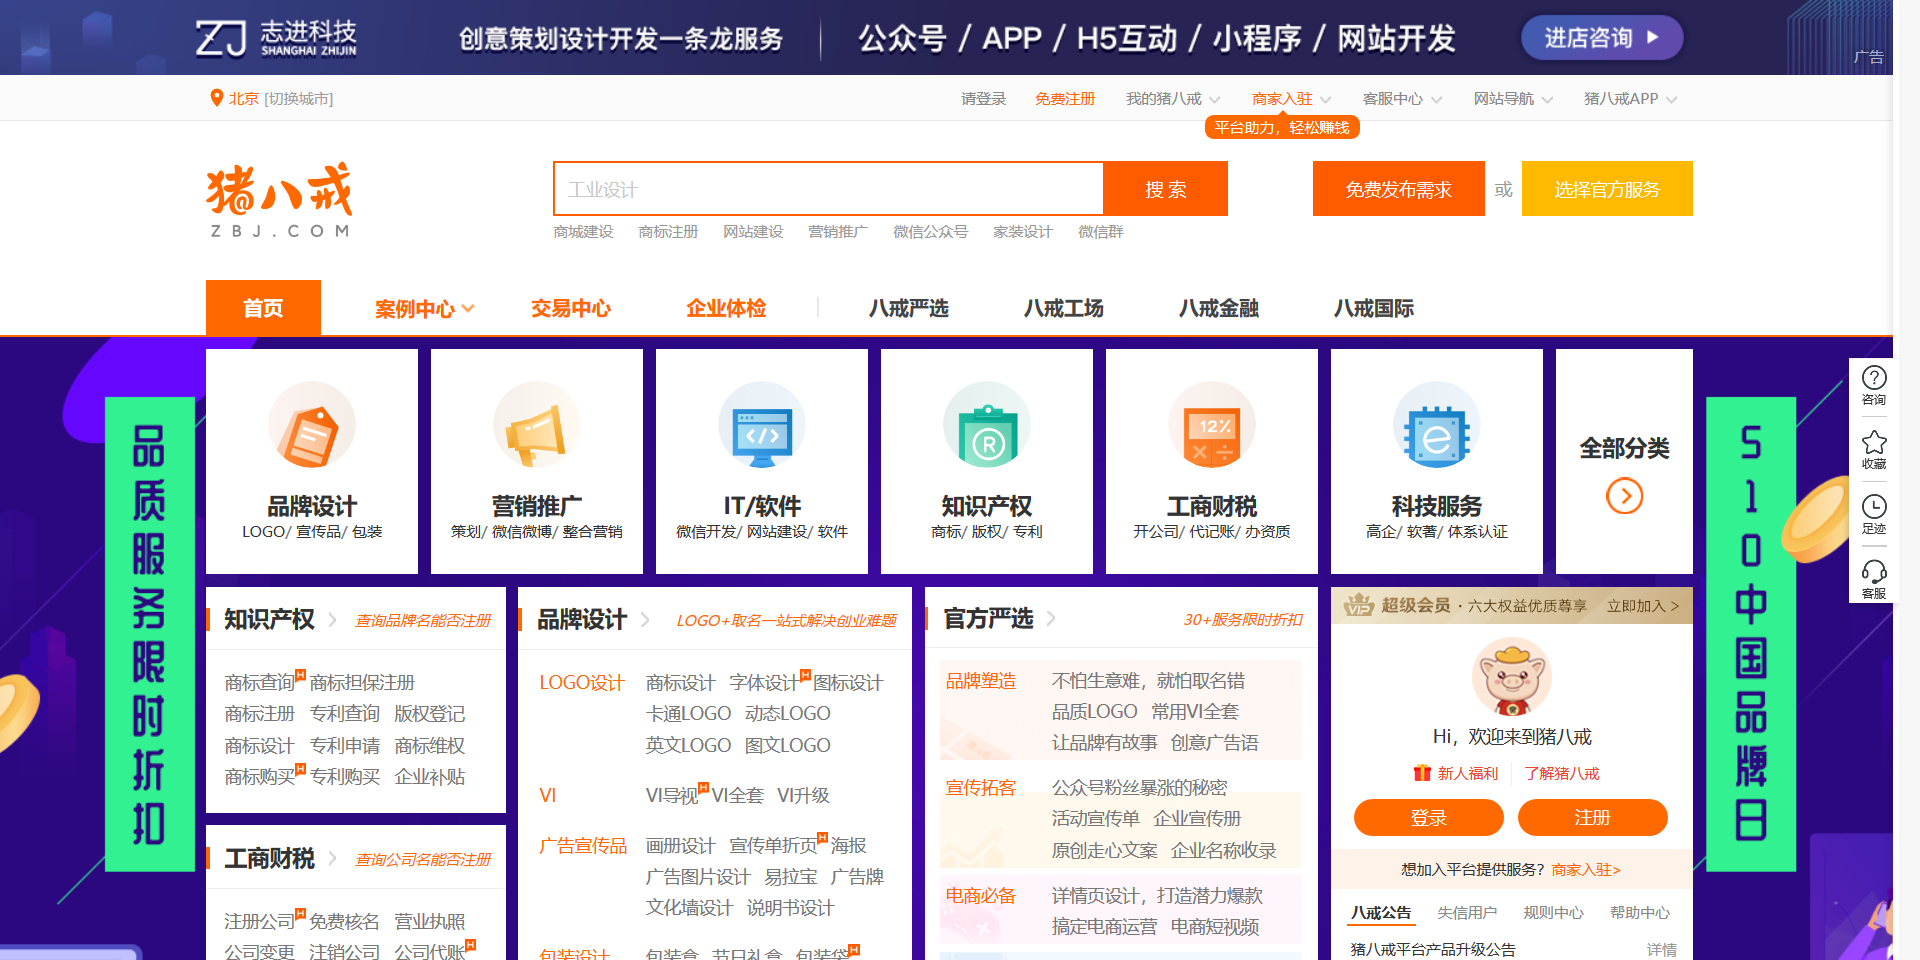 志进科技
SHANGHAI ZHIJIN
创意策划设计开发一条龙服务
公众号 / APP / H5互动 / 小程序 / 网站开发
进店咨询
广告
北京 [切换城市]
请登录 免费注册 我的猪八戒 商家入驻 客服中心 网站导航 猪八戒APP
平台助力，轻松赚钱
猪八戒
ZBJ.COM
工业设计
搜 索
免费发布需求 或 选择官方服务
商城建设 商标注册 网站建设 营销推广 微信公众号 家装设计 微信群
首页 案例中心 交易中心 企业体检 八戒严选 八戒工场 八戒金融 八戒国际
品质服务限时折扣
品牌设计
LOGO/ 宣传品/ 包装
营销推广
策划/ 微信微博/ 整合营销
IT/软件
微信开发/ 网站建设/ 软件
R
知识产权
商标/ 版权/ 专利
12%
工商财税
开公司/ 代记账/ 办资质
科技服务
高企/ 软著/ 体系认证
全部分类
510中国品牌日
咨询
收藏
足迹
客服
知识产权 查询品牌名能否注册
商标查询H 商标担保注册
商标注册 专利查询 版权登记
商标设计 专利申请 商标维权
商标购买H 专利购买 企业补贴
工商财税 查询公司名能否注册
注册公司H 免费核名 营业执照
公司变更 注销公司 公司代账H
品牌设计 LOGO+取名一站式解决创业难题
LOGO设计 商标设计 字体设计H 图标设计
卡通LOGO 动态LOGO
英文LOGO 图文LOGO
VI VI导视H VI全套 VI升级
广告宣传品 画册设计 宣传单折页H 海报
广告图片设计 易拉宝 广告牌
文化墙设计 说明书设计
包装设计 包装盒 节日礼盒 包装袋H
官方严选 30+服务限时折扣
品牌塑造 不怕生意难，就怕取名错
品质LOGO 常用VI全套
让品牌有故事 创意广告语
宣传拓客 公众号粉丝暴涨的秘密
活动宣传单 企业宣传册
原创走心文案 企业名称收录
电商必备 详情页设计，打造潜力爆款
搞定电商运营 电商短视频
VIP 超级会员 · 六大权益优质尊享 立即加入 >
Hi，欢迎来到猪八戒
新人福利 了解猪八戒
登录 注册
想加入平台提供服务？商家入驻>
八戒公告 失信用户 规则中心 帮助中心
猪八戒平台产品升级公告 详情